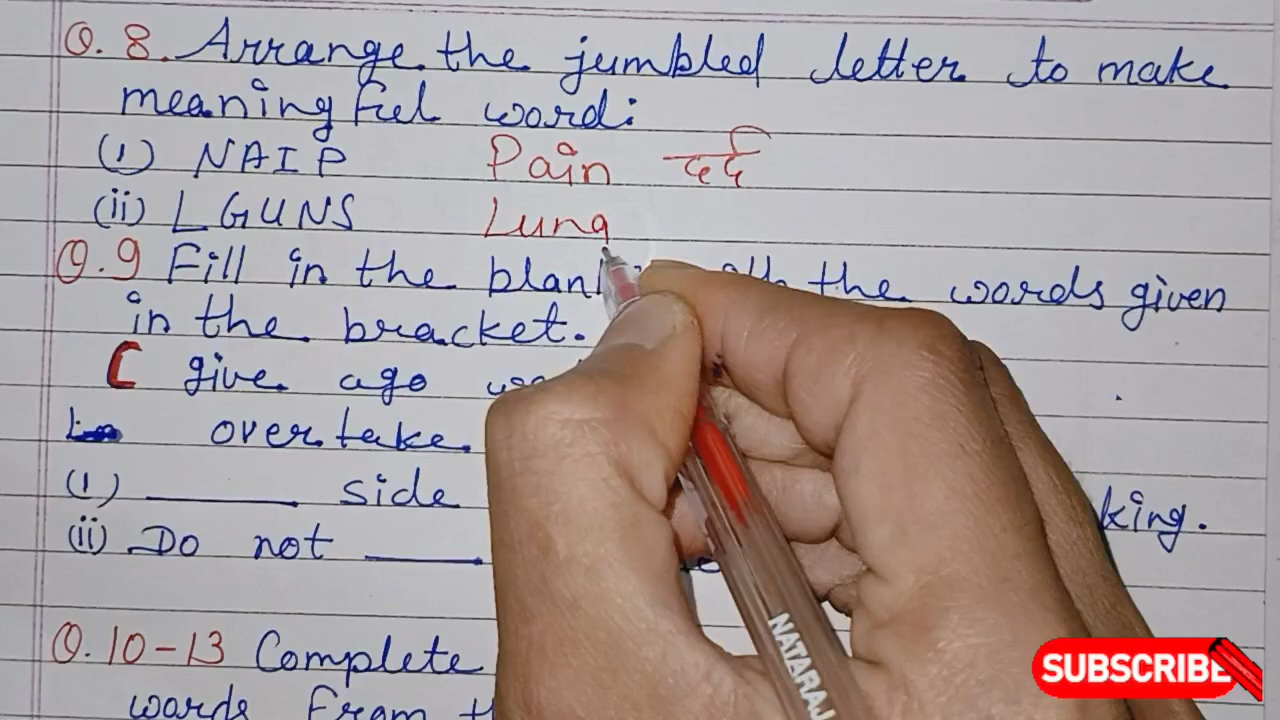 Q. 8. Arrange the jumbled letter to make
meaningful word:
(i) NAIP Pain दर्द
(ii) LGUNS Lung
Q. 9 Fill in the the words given
in the bracket.
[ give ago
overtake
(i) ______ side
(ii) Do not ______
Q. 10-13 Complete
words from
NATARAJ
SUBSCRIBE